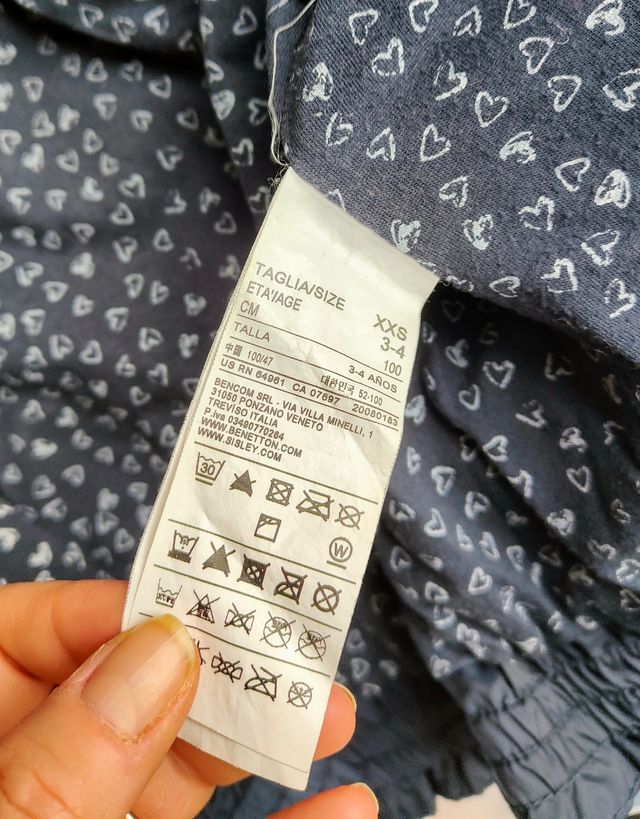 TAGLIA/SIZE XXS
ETA'/AGE 3-4
CM 100
TALLA 3-4 AÑOS
中國 100/47 대한민국 52-100
US RN 84961 CA 07697 20080183
BENCOM SRL - VIA VILLA MINELLI, 1
31050 PONZANO VENETO
TREVISO ITALIA
P.iva 03490770264
WWW.BENETTON.COM
WWW.SISLEY.COM
30
W